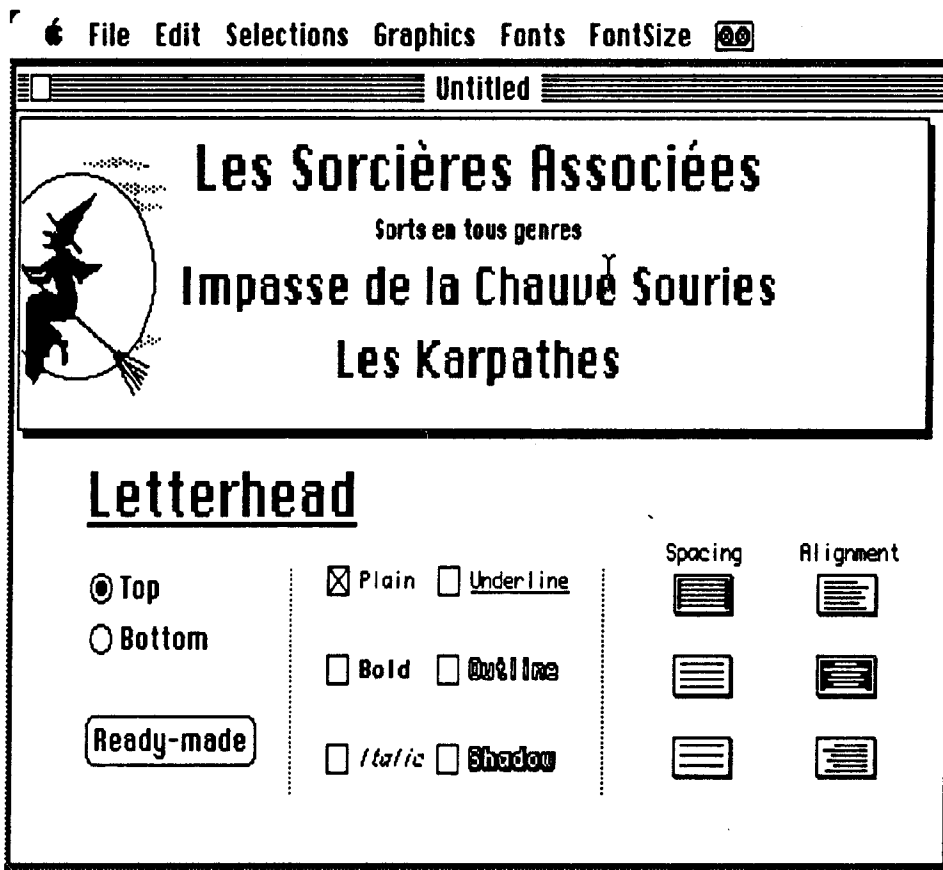 File Edit Selections Graphics Fonts FontSize
Untitled
Les Sorcières Associées
Sorts en tous genres
Impasse de la Chauve Souries
Les Karpathes
Letterhead
Top
Bottom
Ready-made
Plain Underline
Bold Outline
Italic Shadow
Spacing Alignment